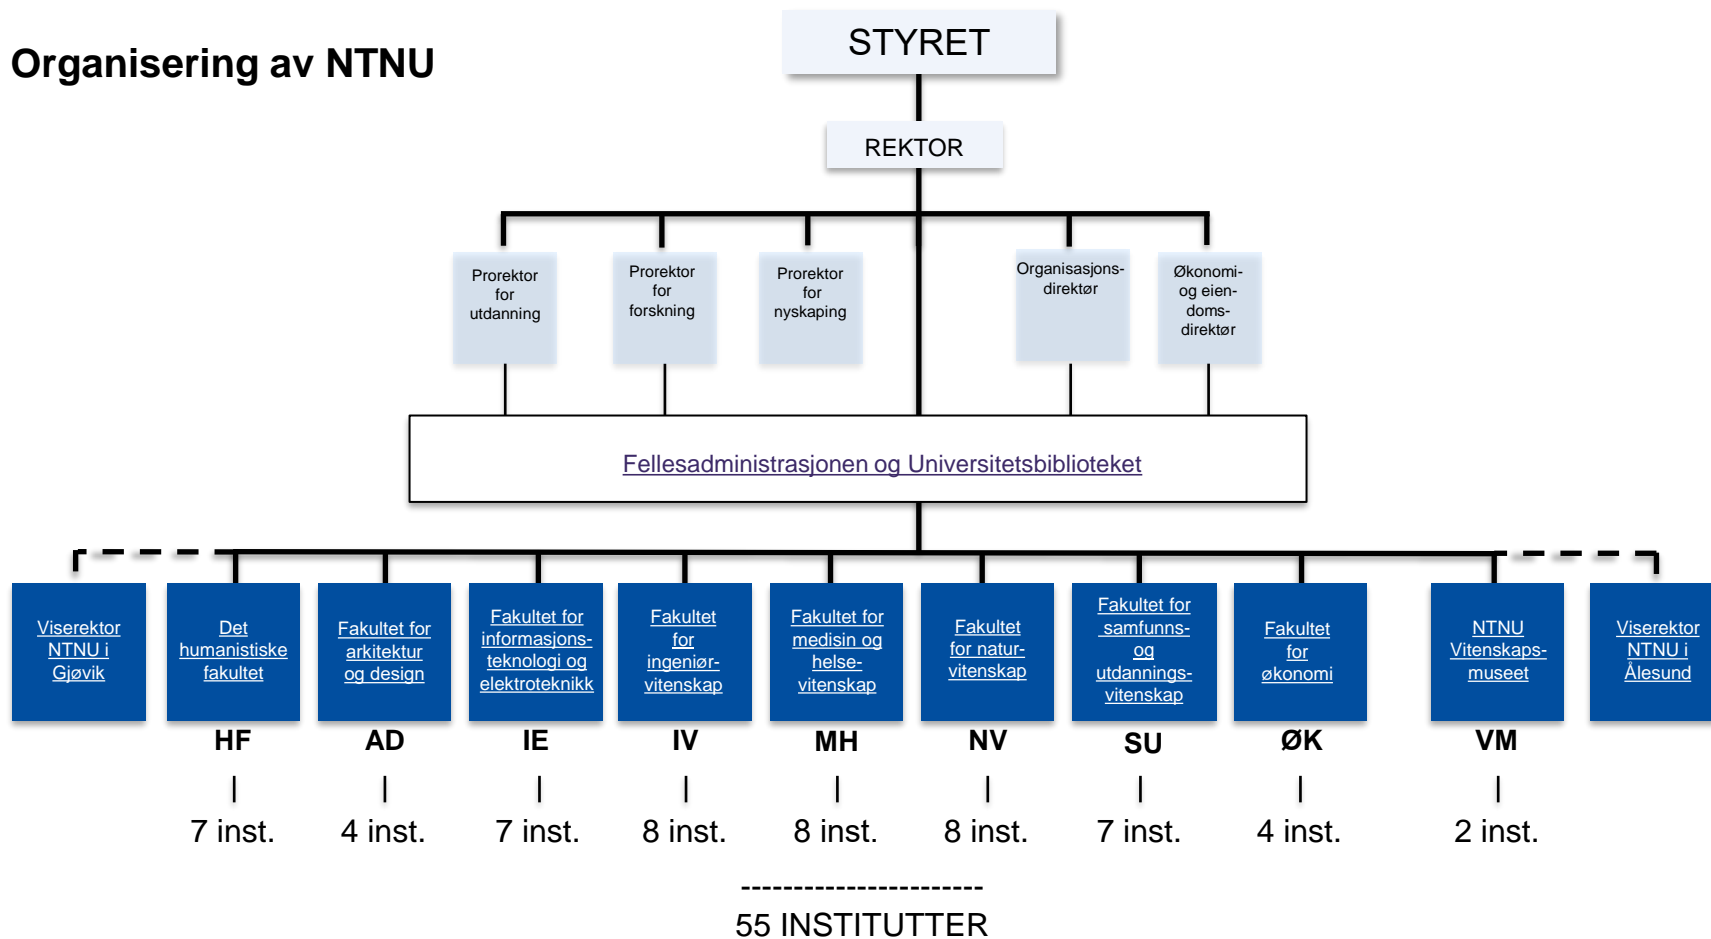 Organisering av NTNU
STYRET
REKTOR
Prorektor
for
utdanning
Prorektor
for
forskning
Prorektor
for
nyskaping
Organisasjons-
direktør
Økonomi-
og eien-
doms-
direktør
Fellesadministrasjonen og Universitetsbiblioteket
Viserektor
NTNU i
Gjøvik
Det
humanistiske
fakultet
Fakultet for
arkitektur
og design
Fakultet for
informasjons-
teknologi og
elektroteknikk
Fakultet
for
ingeniør-
vitenskap
Fakultet for
medisin og
helse-
vitenskap
Fakultet
for natur-
vitenskap
Fakultet for
samfunns-
og
utdannings-
vitenskap
Fakultet
for
økonomi
NTNU
Vitenskaps-
museet
Viserektor
NTNU i
Ålesund
HF
AD
IE
IV
MH
NV
SU
ØK
VM
7 inst.
4 inst.
7 inst.
8 inst.
8 inst.
8 inst.
7 inst.
4 inst.
2 inst.
-----------------------
55 INSTITUTTER